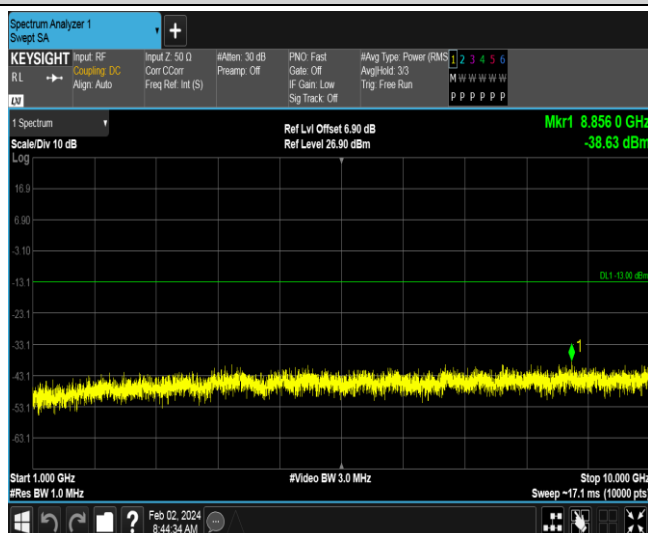 Spectrum Analyzer 1
Swept SA
+
KEYSIGHT
RL
LXI
Input: RF
Coupling: DC
Align: Auto
Input Z: 50 Ω
Corr CCorr
Freq Ref: Int (S)
#Atten: 30 dB
Preamp: Off
PNO: Fast
Gate: Off
IF Gain: Low
Sig Track: Off
#Avg Type: Power (RMS
Avg|Hold: 3/3
Trig: Free Run
1 2 3 4 5 6
M W W W W W
P P P P P P
1 Spectrum
Scale/Div 10 dB
Ref Lvl Offset 6.90 dB
Ref Level 26.90 dBm
Mkr1 8.856 0 GHz
-38.63 dBm
Log
16.9
6.90
-3.10
-13.1
DL1 -13.00 dBm
-23.1
-33.1
1
-43.1
-53.1
-63.1
Start 1.000 GHz
#Video BW 3.0 MHz
Stop 10.000 GHz
#Res BW 1.0 MHz
Sweep ~17.1 ms (10000 pts)
?
Feb 02, 2024
8:44:34 AM